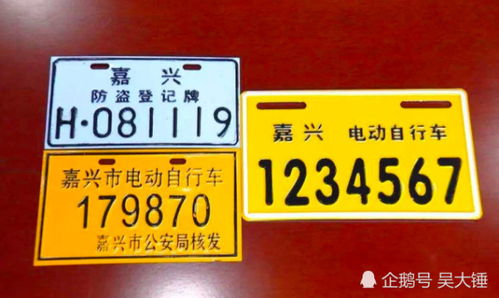 嘉 兴
防盗登记牌
H·081119
嘉兴市电动自行车
179870
嘉兴市公安局核发
嘉兴 电动自行车
1234567
企鹅号 吴大锤